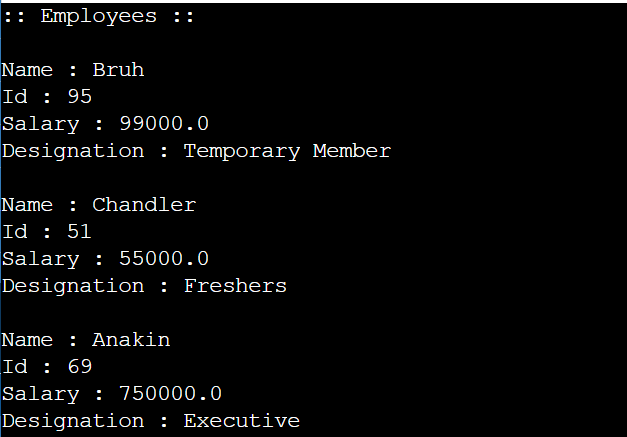 :: Employees ::
Name : Bruh
Id : 95
Salary : 99000.0
Designation : Temporary Member
Name : Chandler
Id : 51
Salary : 55000.0
Designation : Freshers
Name : Anakin
Id : 69
Salary : 750000.0
Designation : Executive